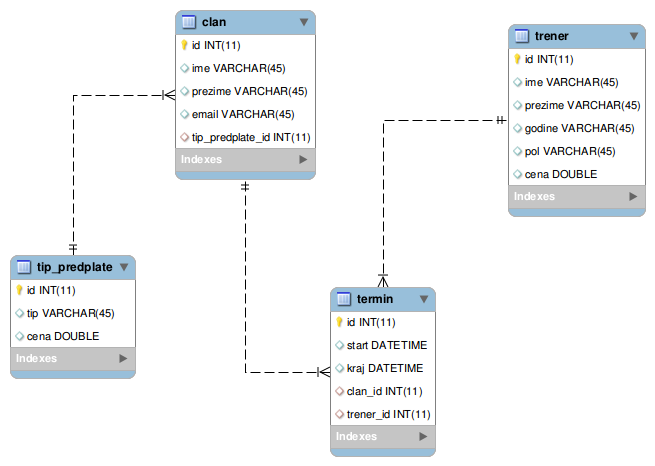 clan
id INT(11)
ime VARCHAR(45)
prezime VARCHAR(45)
email VARCHAR(45)
tip_predplate_id INT(11)
Indexes
trener
id INT(11)
ime VARCHAR(45)
prezime VARCHAR(45)
godine VARCHAR(45)
pol VARCHAR(45)
cena DOUBLE
Indexes
tip_predplate
id INT(11)
tip VARCHAR(45)
cena DOUBLE
Indexes
termin
id INT(11)
start DATETIME
kraj DATETIME
clan_id INT(11)
trener_id INT(11)
Indexes